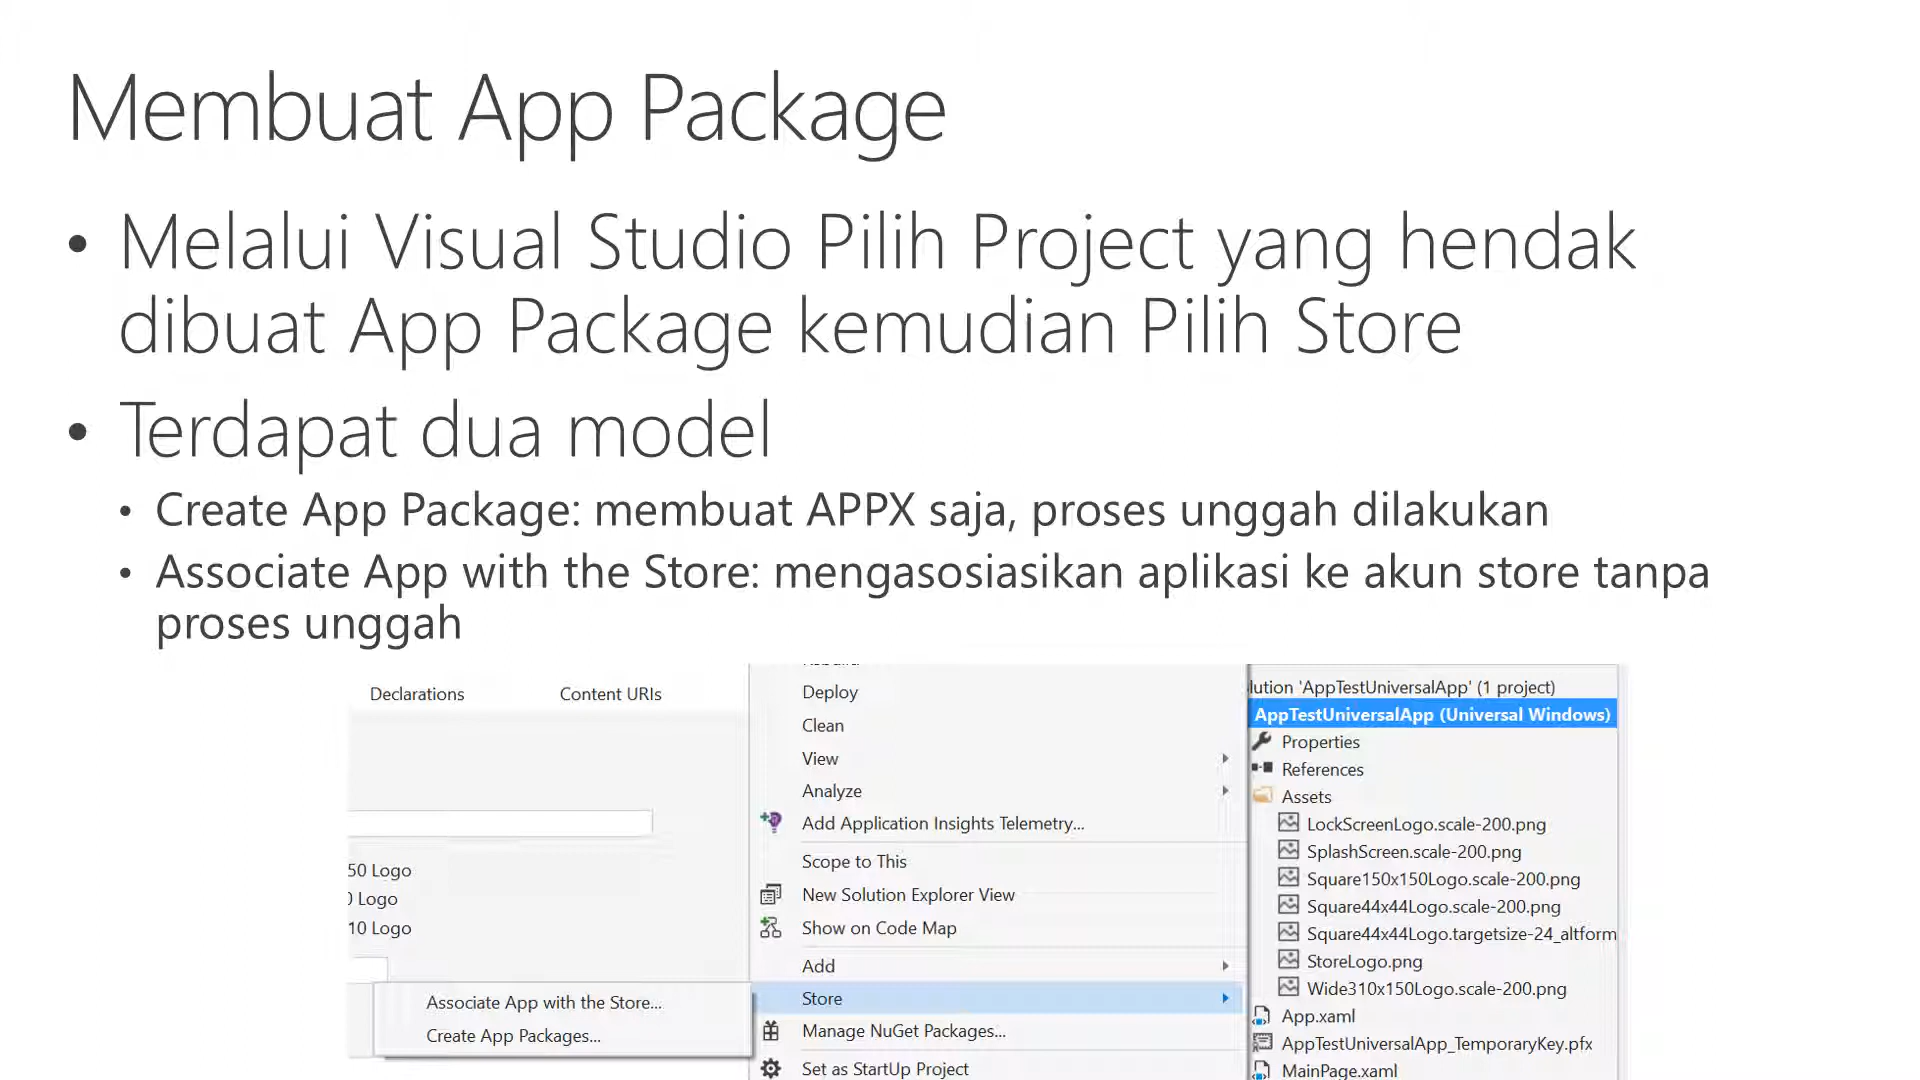 Membuat App Package
• Melalui Visual Studio Pilih Project yang hendak
dibuat App Package kemudian Pilih Store
• Terdapat dua model
• Create App Package: membuat APPX saja, proses unggah dilakukan
• Associate App with the Store: mengasosiasikan aplikasi ke akun store tanpa
proses unggah
Declarations
Content URIs
50 Logo
0 Logo
10 Logo
Associate App with the Store...
Create App Packages...
Deploy
Clean
View
Analyze
Add Application Insights Telemetry...
Scope to This
New Solution Explorer View
Show on Code Map
Add
Store
Manage NuGet Packages...
Set as StartUp Project
lution 'AppTestUniversalApp' (1 project)
AppTestUniversalApp (Universal Windows)
Properties
References
Assets
LockScreenLogo.scale-200.png
SplashScreen.scale-200.png
Square150x150Logo.scale-200.png
Square44x44Logo.scale-200.png
Square44x44Logo.targetsize-24_altform
StoreLogo.png
Wide310x150Logo.scale-200.png
App.xaml
AppTestUniversalApp_TemporaryKey.pfx
MainPage.xaml